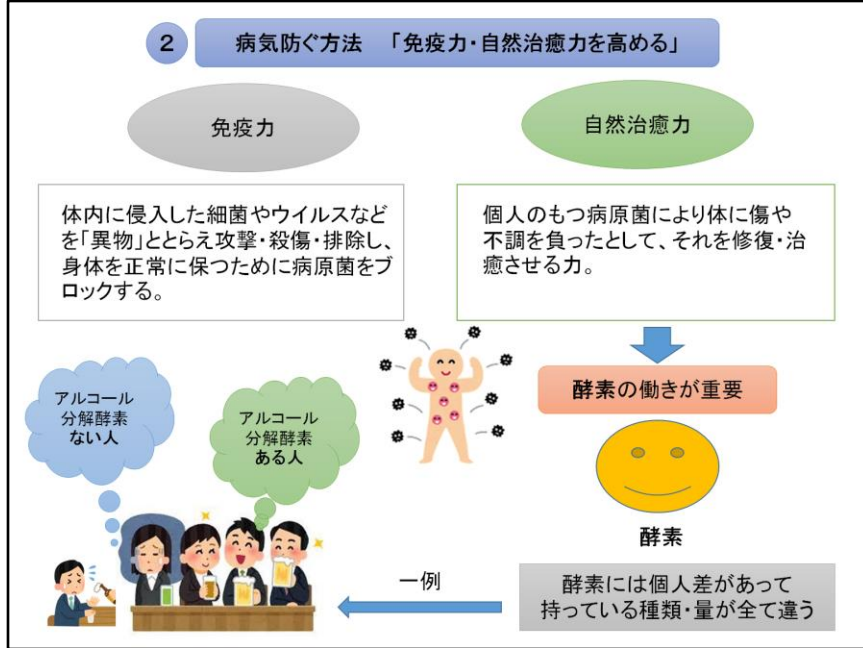 2
病気防ぐ方法　「免疫力・自然治癒力を高める」
免疫力
自然治癒力
体内に侵入した細菌やウイルスなど
を「異物」ととらえ攻撃・殺傷・排除し、
身体を正常に保つために病原菌をブ
ロックする。
個人のもつ病原菌により体に傷や
不調を負ったとして、それを修復・治
癒させる力。
酵素の働きが重要
アルコール
分解酵素
ない人
アルコール
分解酵素
ある人
酵素
一例
酵素には個人差があって
持っている種類・量が全て違う